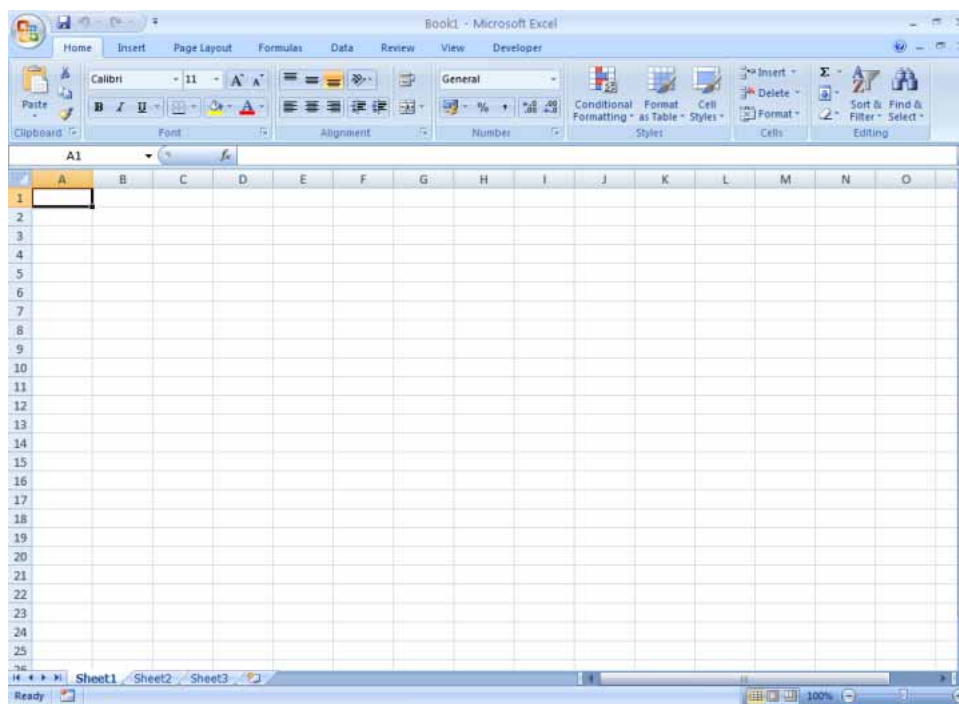 Book1 - Microsoft Excel
Home Insert Page Layout Formulas Data Review View Developer
Calibri 11 A A General Insert
Delete
Paste B I U A % , Conditional Format Cell Format Sort & Find &
Formatting as Table Styles Filter Select
Clipboard Font Alignment Number Styles Cells Editing
A1 fx
A B C D E F G H I J K L M N O
1
2
3
4
5
6
7
8
9
10
11
12
13
14
15
16
17
18
19
20
21
22
23
24
25
26
Sheet1 Sheet2 Sheet3
Ready 100%